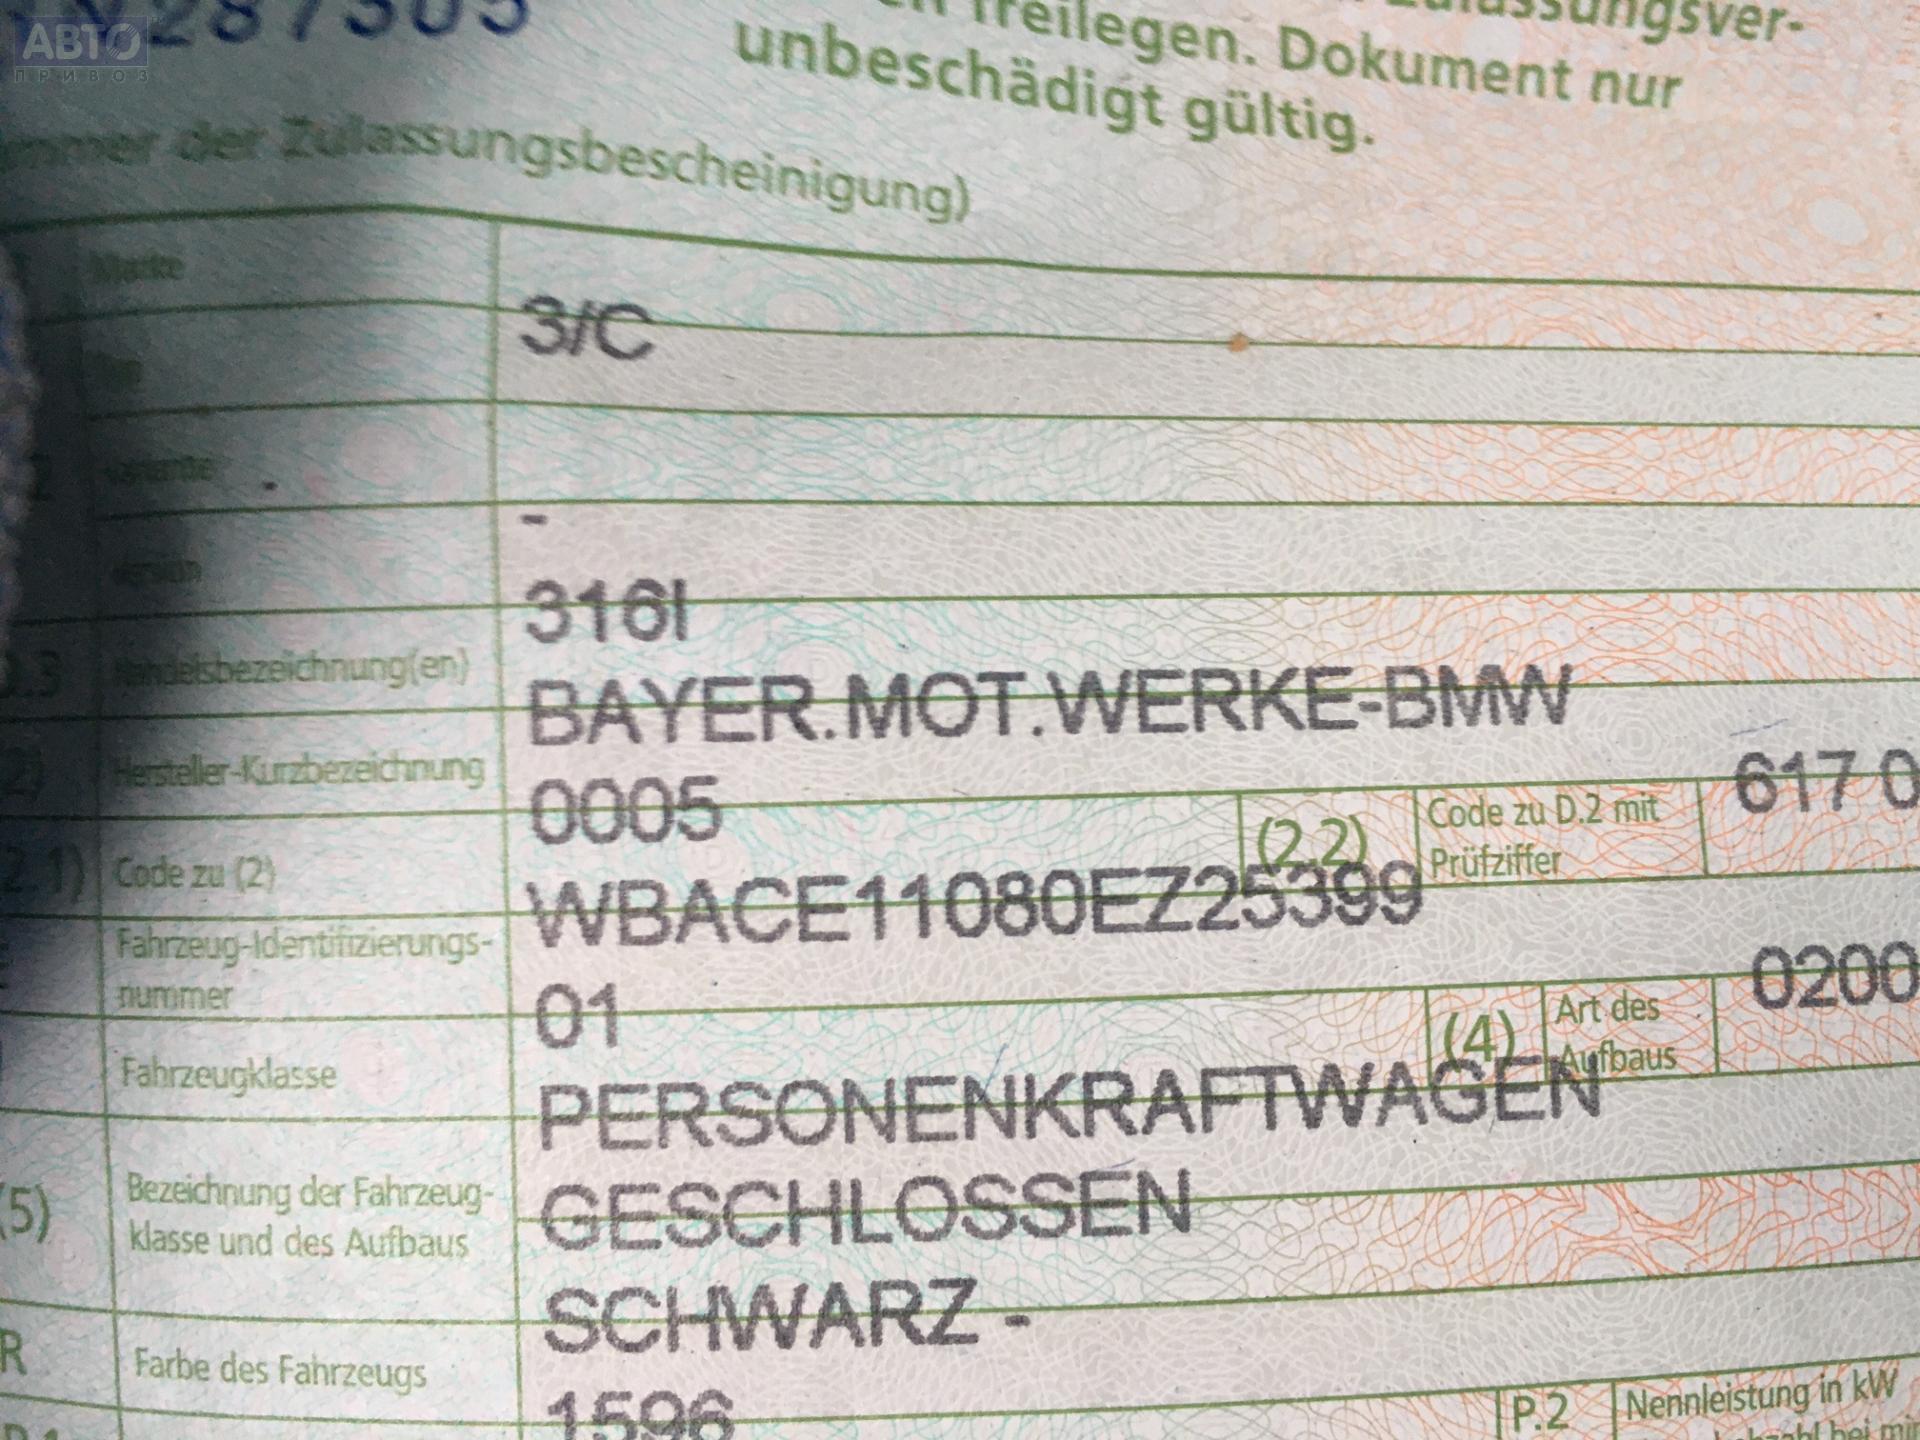 АВТО
ПРИВОЗ
freilegen. Dokument nur
unbeschädigt gültig.
der Zulassungsbescheinigung)
Marke
3/C
-
316I
Handelsbezeichnung(en)
BAYER.MOT.WERKE-BMW
Hersteller-Kurzbezeichnung
0005
(2.2)
Code zu D.2 mit
Prüfziffer
617 0
Code zu (2)
WBACE11080EZ25399
Fahrzeug-Identifizierungs-
nummer
01
(4)
Art des
Aufbaus
0200
Fahrzeugklasse
PERSONENKRAFTWAGEN
(5)
Bezeichnung der Fahrzeug-
klasse und des Aufbaus
GESCHLOSSEN
SCHWARZ -
R
Farbe des Fahrzeugs
1596
P.2
Nennleistung in kW